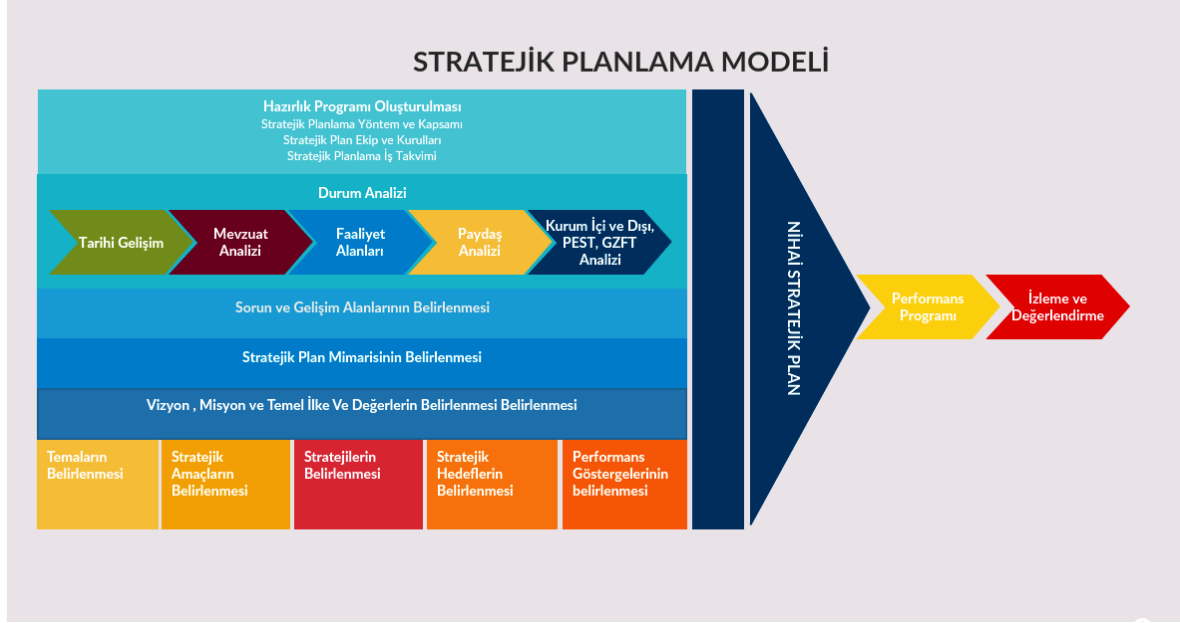 STRATEJİK PLANLAMA MODELİ
Hazırlık Programı Oluşturulması
Stratejik Planlama Yöntem ve Kapsamı
Stratejik Plan Ekip ve Kurulları
Stratejik Planlama İş Takvimi
Durum Analizi
Tarihi Gelişim
Mevzuat
Analizi
Faaliyet
Alanları
Paydaş
Analizi
Kurum İçi ve Dışı,
PEST, GZFT
Analizi
Sorun ve Gelişim Alanlarının Belirlenmesi
Stratejik Plan Mimarisinin Belirlenmesi
Vizyon , Misyon ve Temel İlke Ve Değerlerin Belirlenmesi Belirlenmesi
Temaların
Belirlenmesi
Stratejik
Amaçların
Belirlenmesi
Stratejilerin
Belirlenmesi
Stratejik
Hedeflerin
Belirlenmesi
Performans
Göstergelerinin
belirlenmesi
NİHAİ STRATEJİK PLAN
Performans
Programı
İzleme ve
Değerlendirme